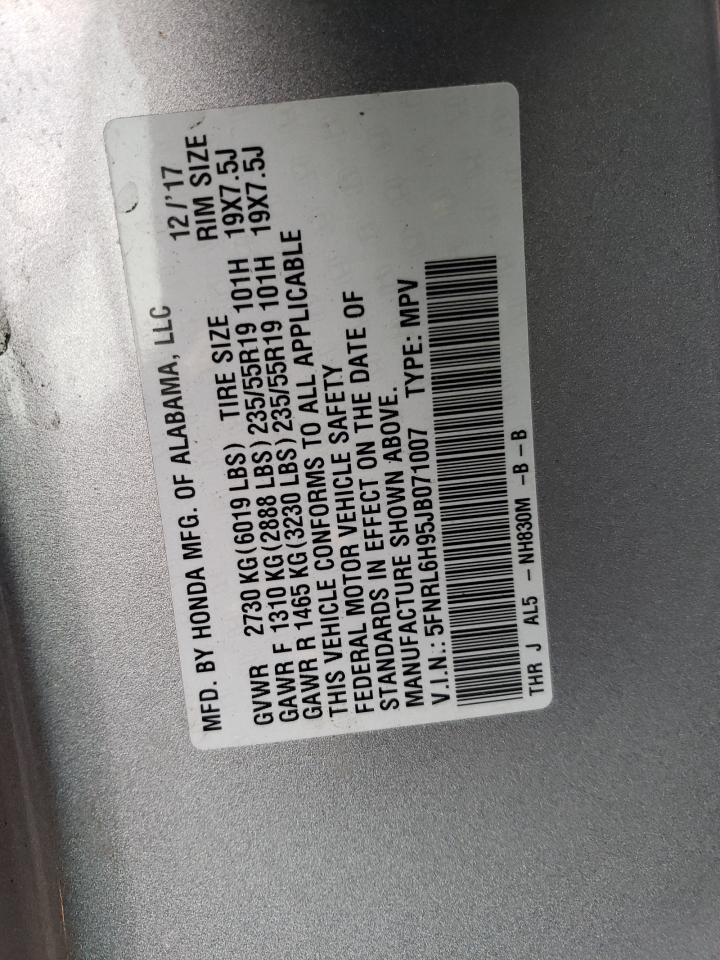 MFD. BY HONDA MFG. OF ALABAMA, LLC 12/'17
GVWR 2730 KG(6019 LBS) TIRE SIZE RIM SIZE
GAWR F 1310 KG(2888 LBS)235/55R19 101H 19X7.5J
GAWR R 1465 KG(3230 LBS)235/55R19 101H 19X7.5J
THIS VEHICLE CONFORMS TO ALL APPLICABLE
FEDERAL MOTOR VEHICLE SAFETY
STANDARDS IN EFFECT ON THE DATE OF
MANUFACTURE SHOWN ABOVE.
V.I.N.: 5FNRL6H95JB071007 TYPE: MPV
THR J AL5 - NH830M -B-B